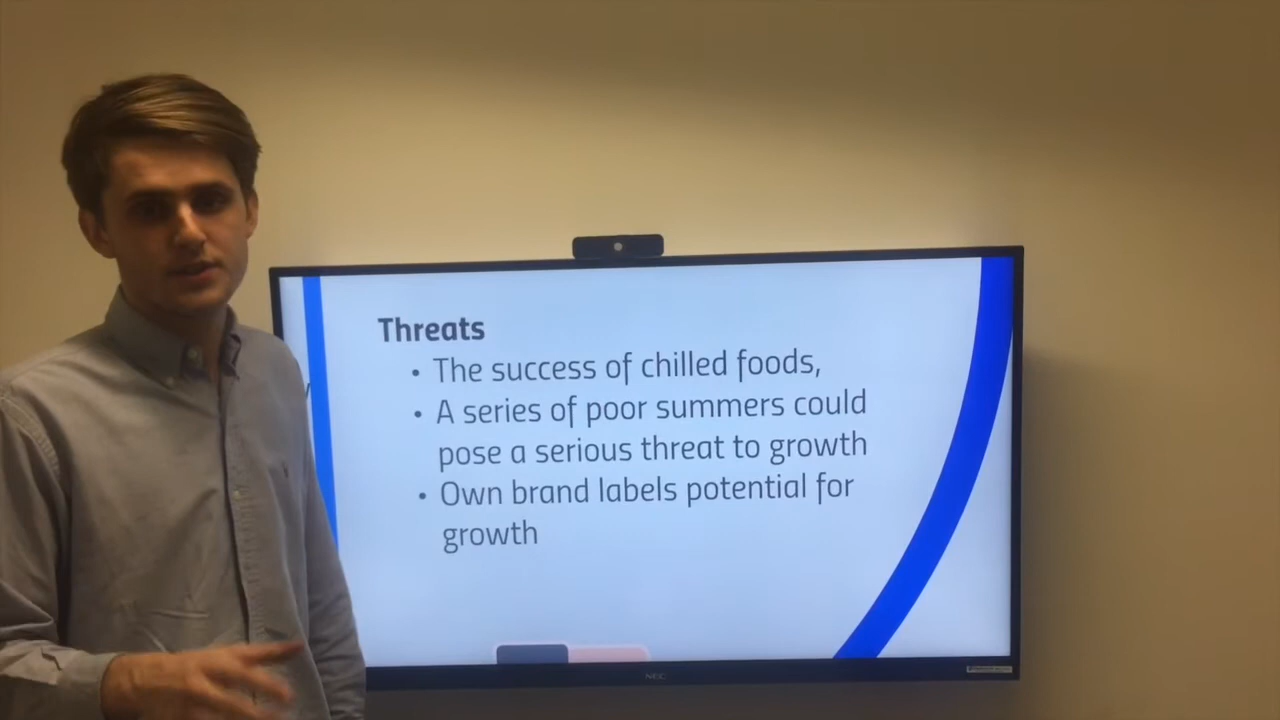 Threats
• The success of chilled foods,
• A series of poor summers could
pose a serious threat to growth
• Own brand labels potential for
growth
NEC